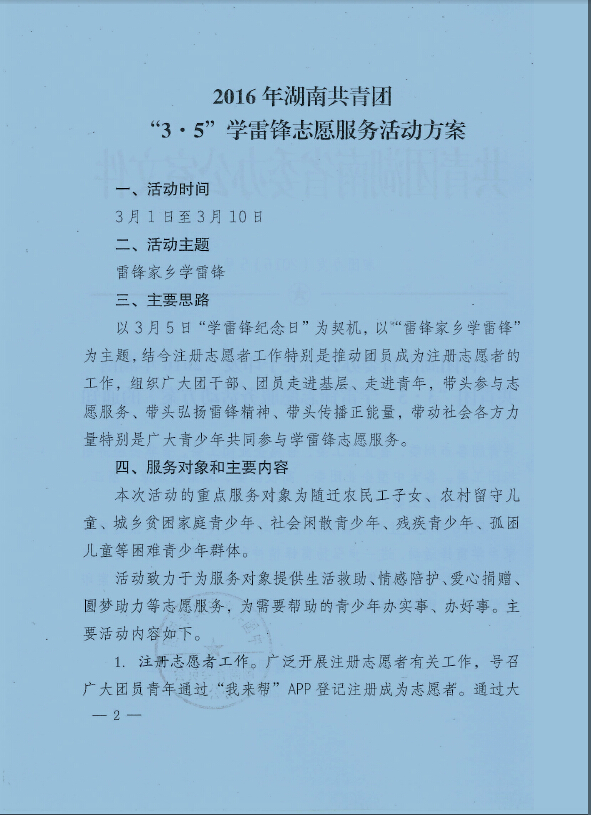 2016年湖南共青团
“3·5”学雷锋志愿服务活动方案
一、活动时间
3月1日至3月10日
二、活动主题
雷锋家乡学雷锋
三、主要思路
以3月5日“学雷锋纪念日”为契机，以“雷锋家乡学雷锋”
为主题，结合注册志愿者工作特别是推动团员成为注册志愿者的
工作，组织广大团干部、团员走进基层、走进青年，带头参与志
愿服务、带头弘扬雷锋精神、带头传播正能量，带动社会各方力
量特别是广大青少年共同参与学雷锋志愿服务。
四、服务对象和主要内容
本次活动的重点服务对象为随迁农民工子女、农村留守儿
童、城乡贫困家庭青少年、社会闲散青少年、残疾青少年、孤困
儿童等困难青少年群体。
活动致力于为服务对象提供生活救助、情感陪护、爱心捐赠、
圆梦助力等志愿服务，为需要帮助的青少年办实事、办好事。主
要活动内容如下。
1. 注册志愿者工作。广泛开展注册志愿者有关工作，号召
广大团员青年通过“我来帮”APP登记注册成为志愿者。通过大
— 2 —